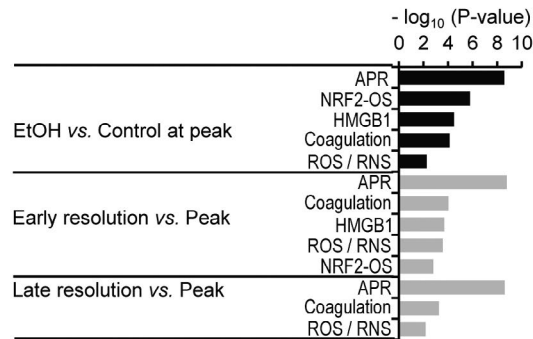 - log₁₀ (P-value)
0 2 4 6 8 10
EtOH vs. Control at peak
APR
NRF2-OS
HMGB1
Coagulation
ROS / RNS
Early resolution vs. Peak
APR
Coagulation
HMGB1
ROS / RNS
NRF2-OS
Late resolution vs. Peak
APR
Coagulation
ROS / RNS